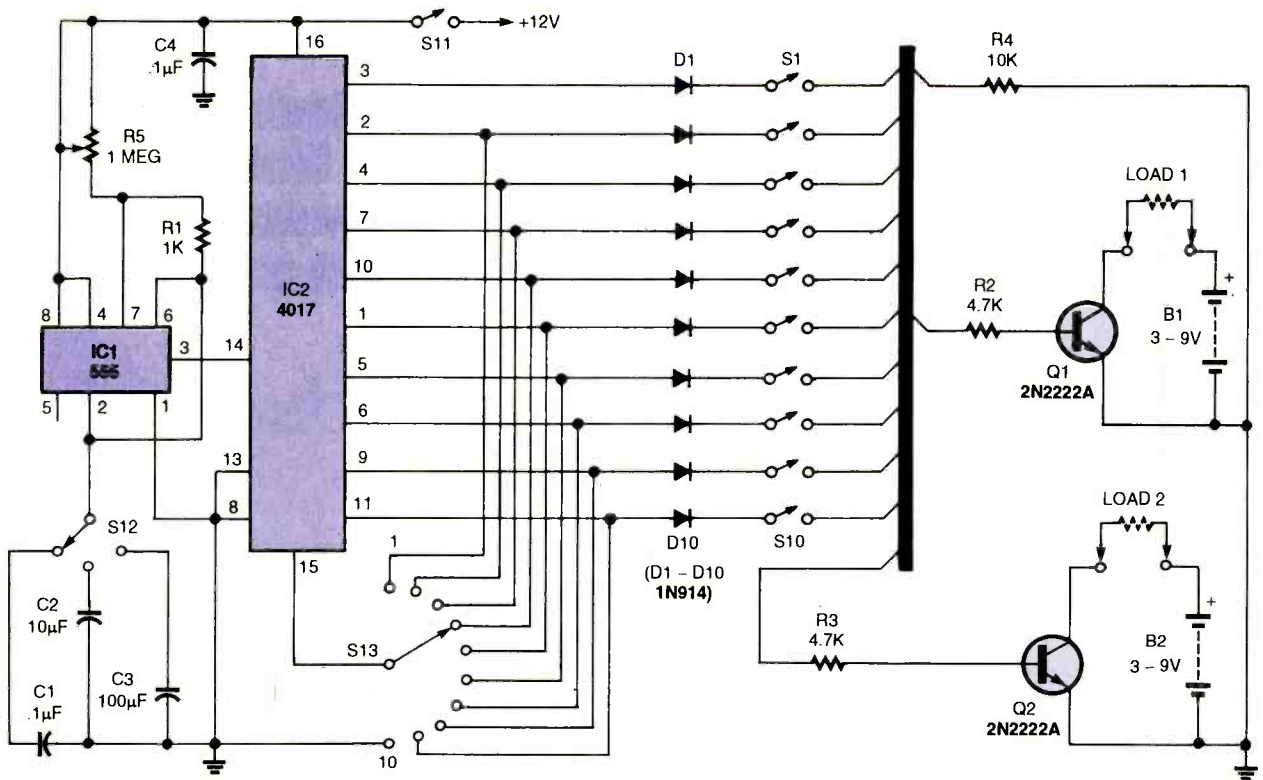 C4
.1µF
16
S11
+12V
R5
1 MEG
R1
1K
8
4
7
6
IC1
555
3
14
5
2
1
IC2
4017
3
2
4
7
10
1
5
6
9
11
13
8
15
D1
S1
D10
S10
(D1 – D10
1N914)
R4
10K
LOAD 1
R2
4.7K
Q1
2N2222A
+
B1
3 – 9V
LOAD 2
R3
4.7K
Q2
2N2222A
+
B2
3 – 9V
S12
C2
10µF
C1
.1µF
C3
100µF
1
S13
10